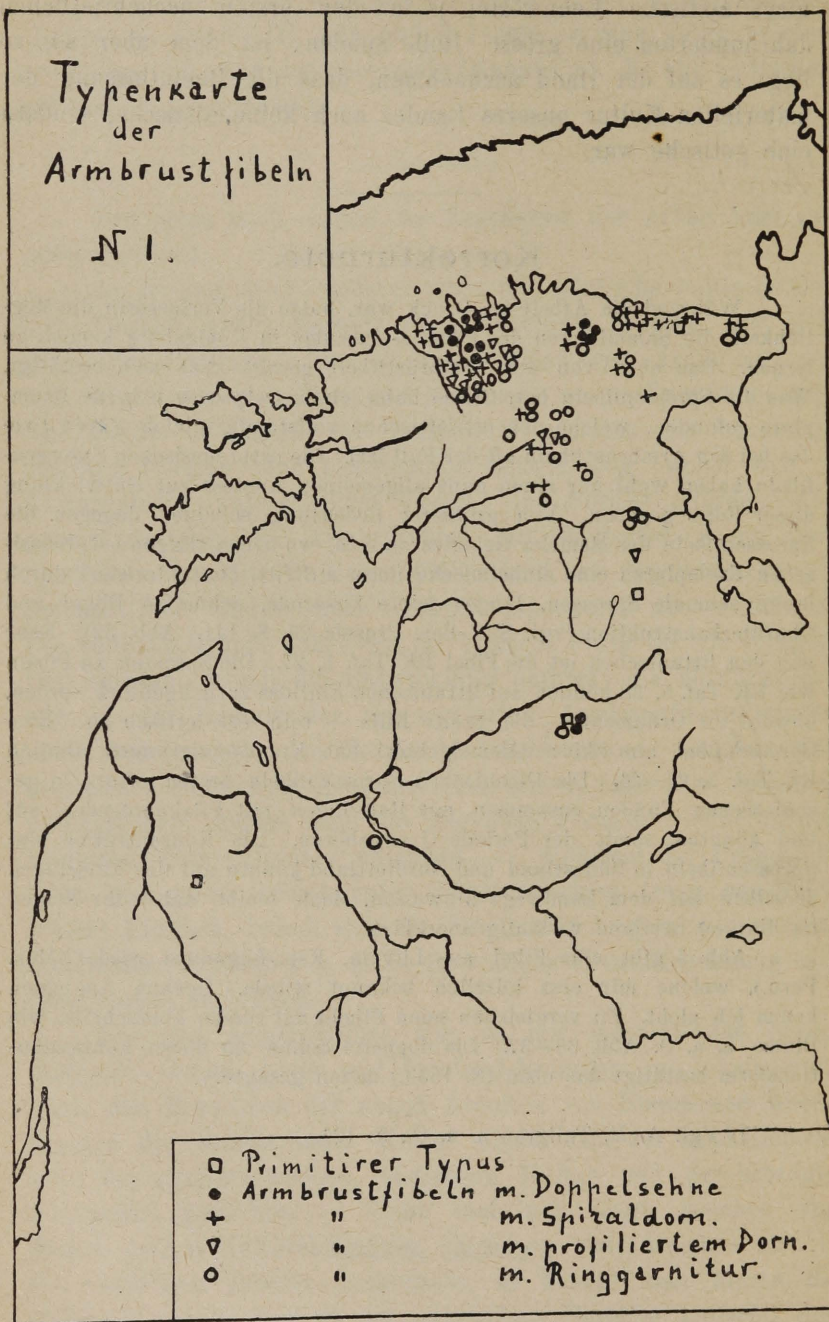 Typenkarte
der
Armbrustfibeln
N 1.
Primitirer Typus
Armbrustfibeln m. Doppelsehne
" m. Spiraldorn.
" m. profiliertem Dorn.
" m. Ringgarnitur.